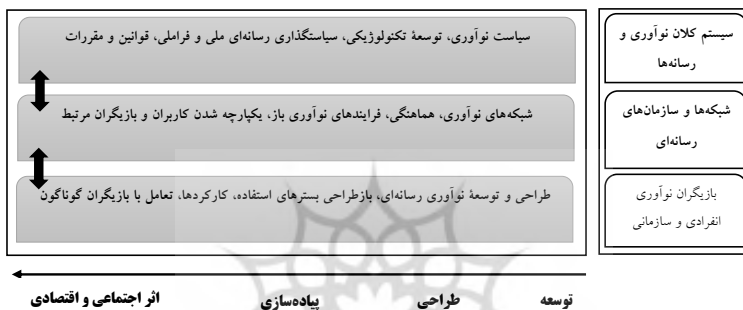 سیستم کلان نوآوری و
رسانه‌ها
سیاست نوآوری، توسعهٔ تکنولوژیکی، سیاستگذاری رسانه‌ای ملی و فراملی، قوانین و مقررات
شبکه‌ها و سازمان‌های
رسانه‌ای
شبکه‌های نوآوری، هماهنگی، فرایندهای نوآوری باز، یکپارچه شدن کاربران و بازیگران مرتبط
بازیگران نوآوری
انفرادی و سازمانی
طراحی و توسعهٔ نوآوری رسانه‌ای، بازطراحی بسترهای استفاده، کارکردها، تعامل با بازیگران گوناگون
توسعه طراحی پیاده‌سازی اثر اجتماعی و اقتصادی